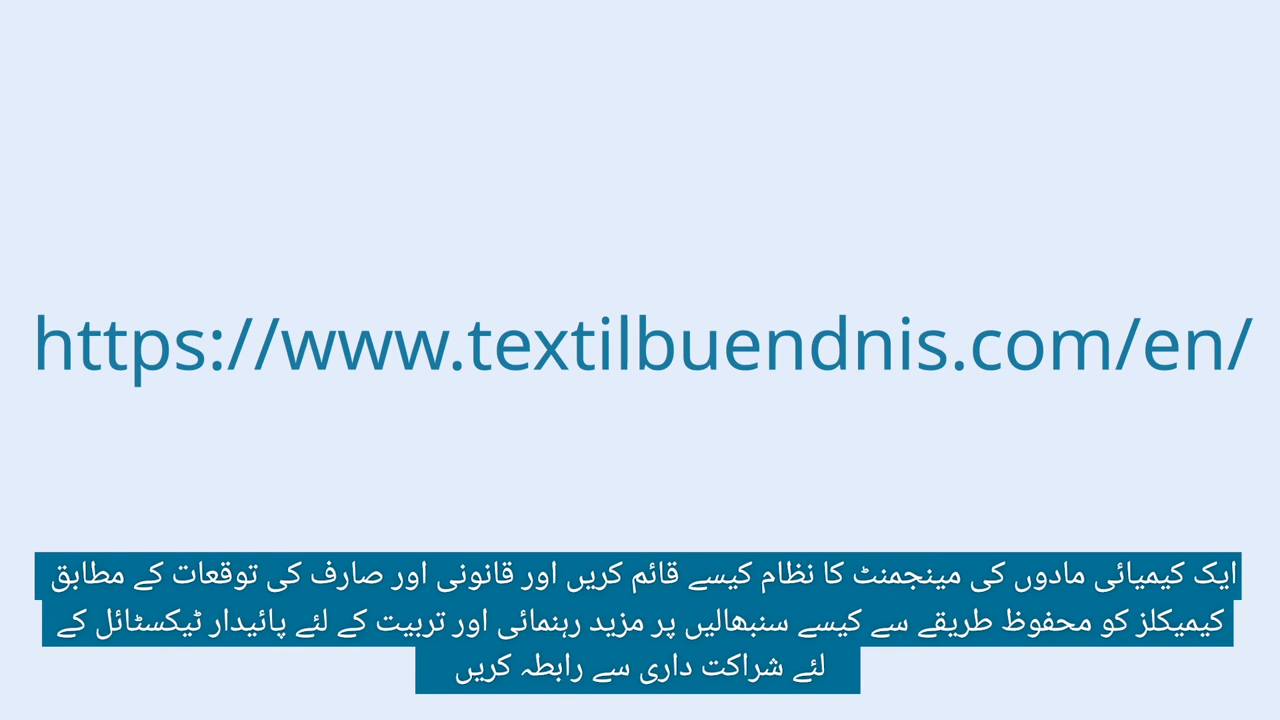 https://www.textilbuendnis.com/en/
ایک کیمیائی مادوں کی مینجمنٹ کا نظام کیسے قائم کریں اور قانونی اور صارف کی توقعات کے مطابق
کیمیکلز کو محفوظ طریقے سے کیسے سنبھالیں پر مزید رہنمائی اور تربیت کے لئے پائیدار ٹیکسٹائل کے
لئے شراکت داری سے رابطہ کریں